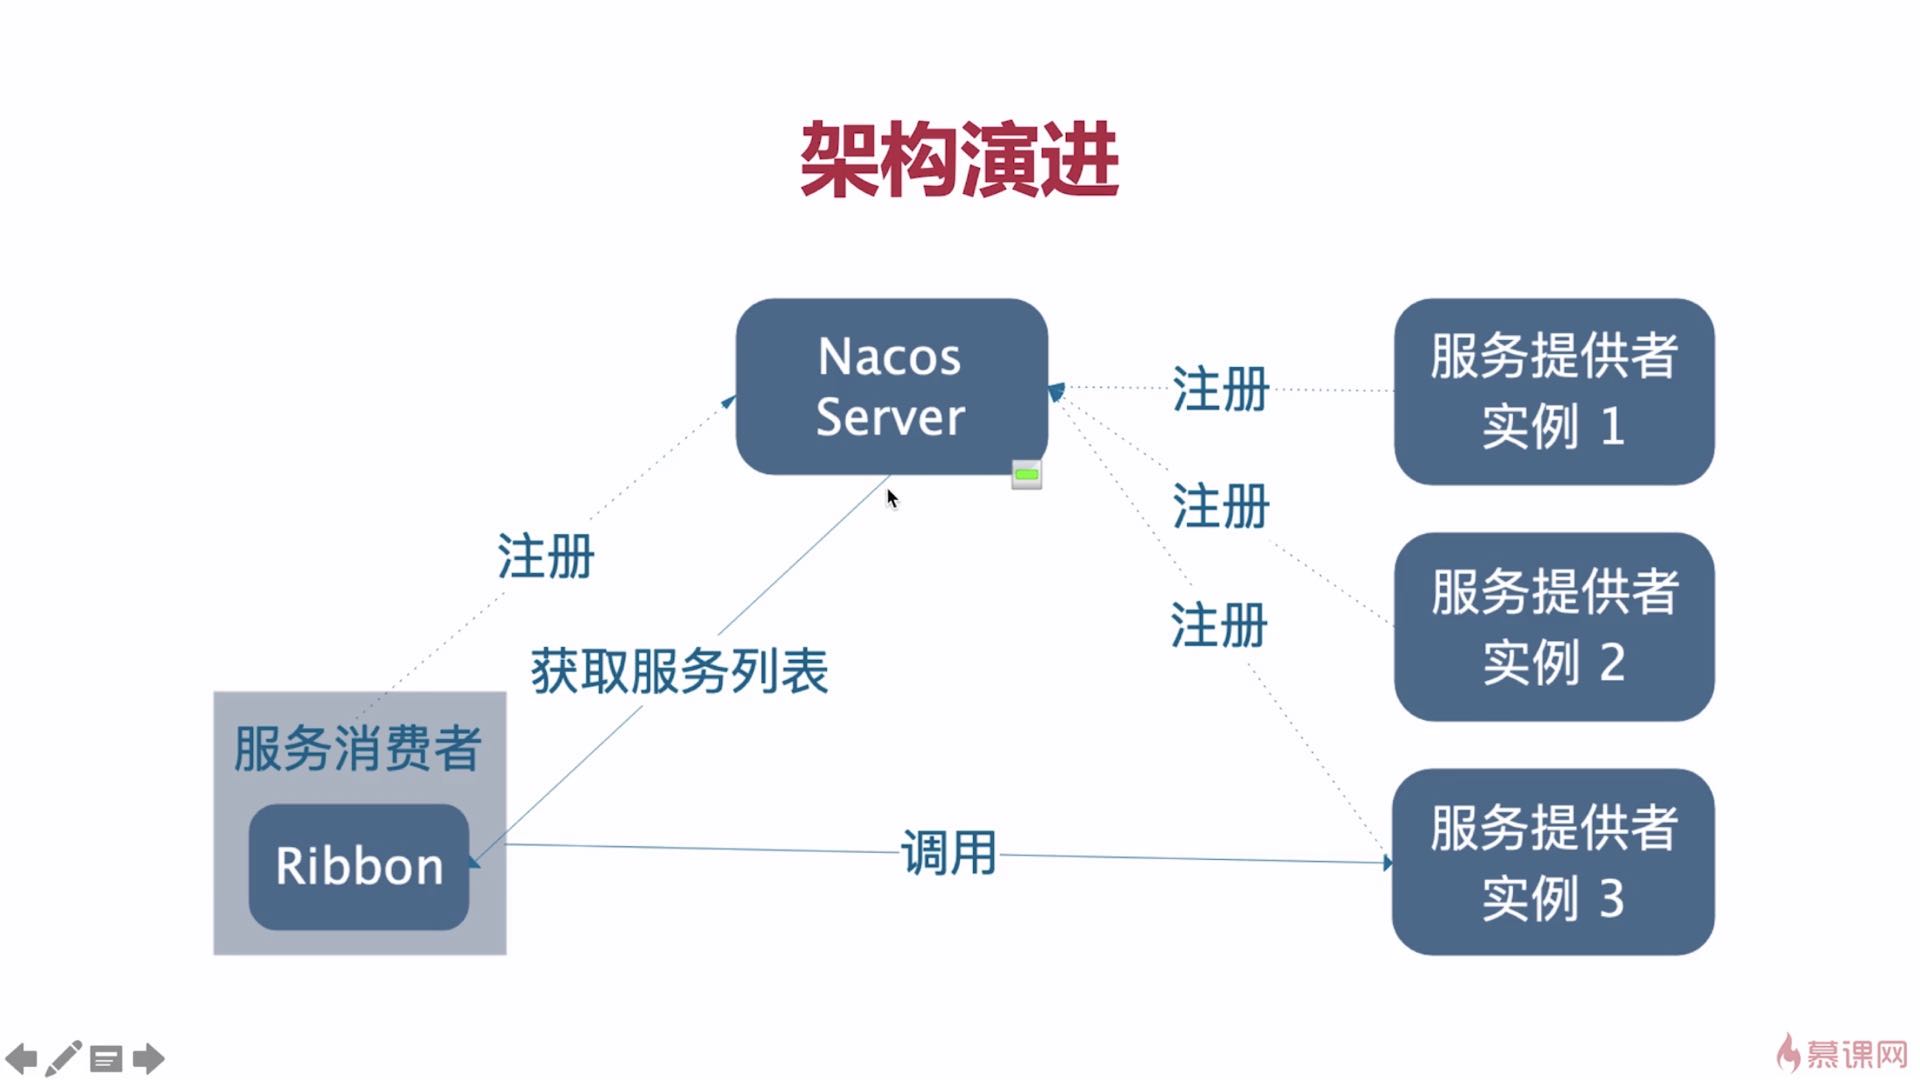 架构演进
Nacos
Server
服务提供者
实例 1
注册
注册
注册
注册
服务提供者
实例 2
获取服务列表
服务消费者
Ribbon
调用
服务提供者
实例 3
慕课网